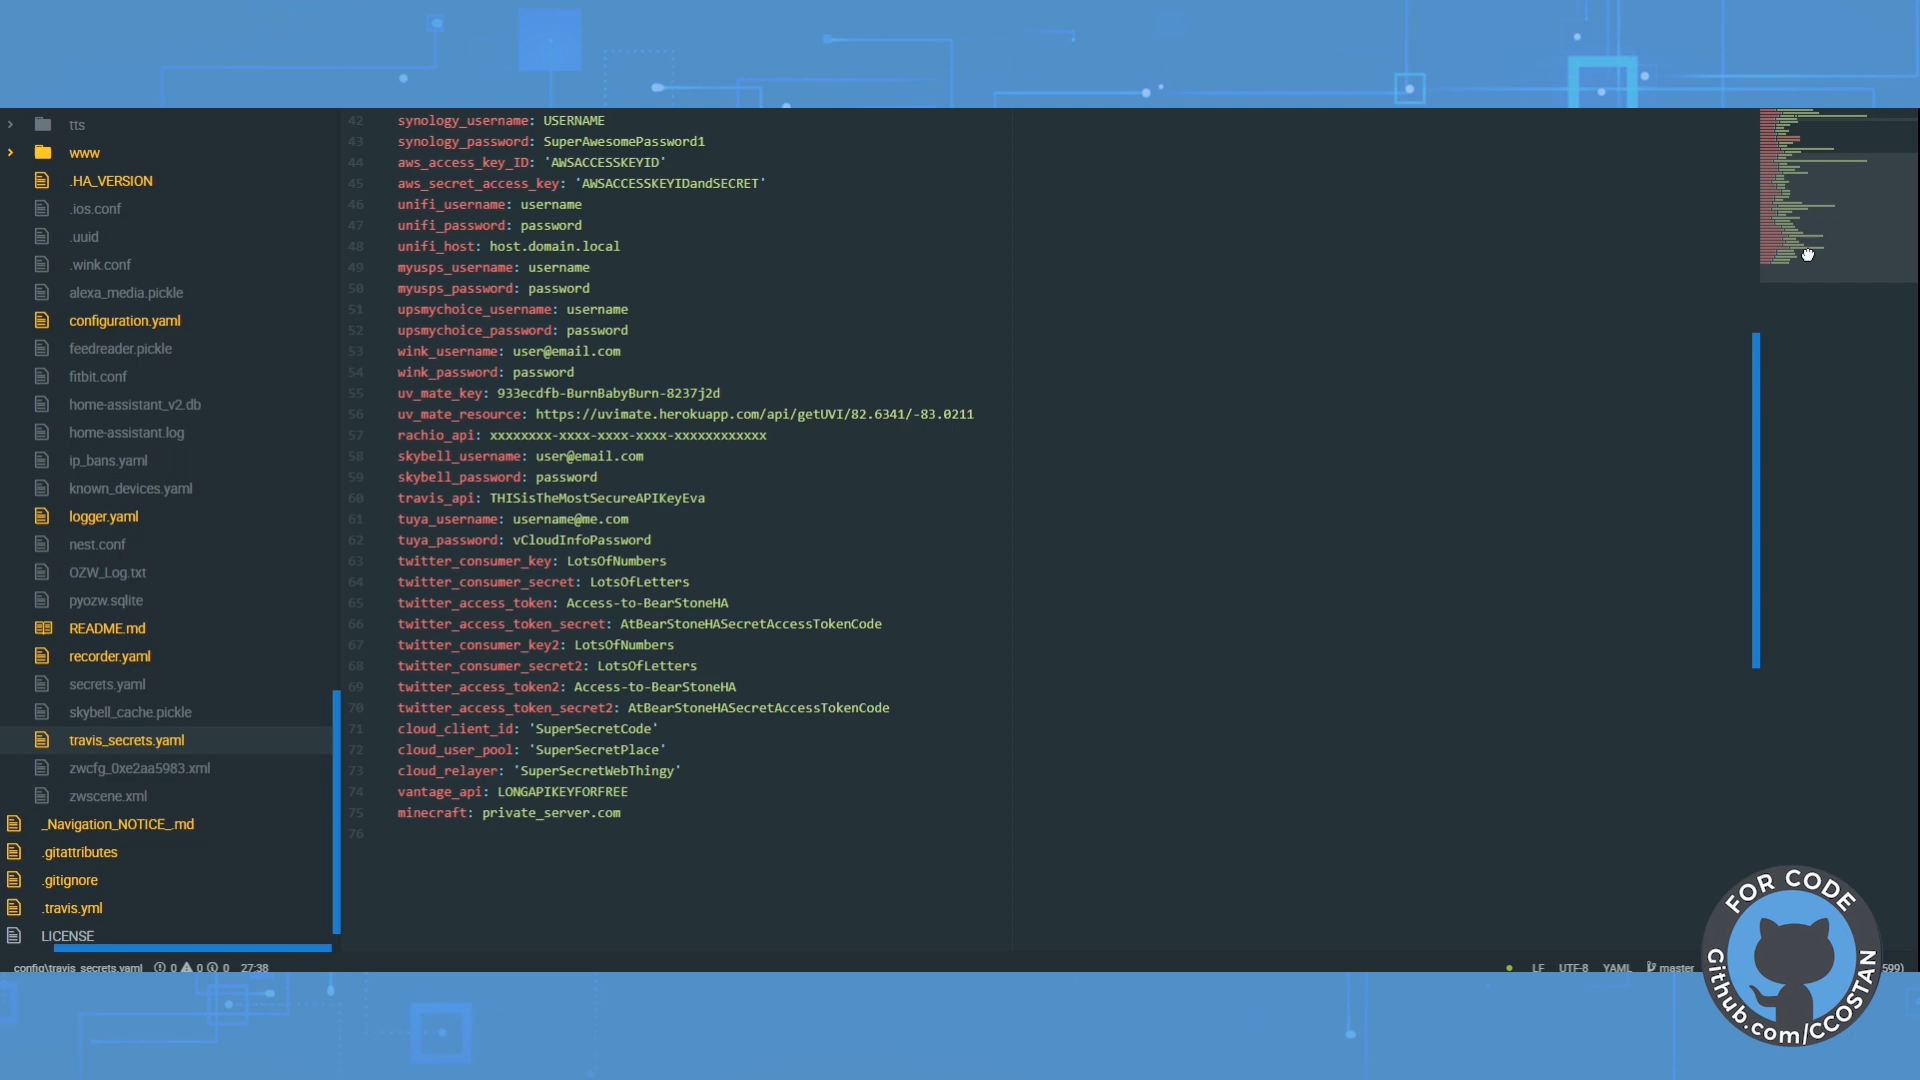 tts
www
.HA_VERSION
.ios.conf
.uuid
.wink.conf
alexa_media.pickle
configuration.yaml
feedreader.pickle
fitbit.conf
home-assistant_v2.db
home-assistant.log
ip_bans.yaml
known_devices.yaml
logger.yaml
nest.conf
OZW_Log.txt
pyozw.sqlite
README.md
recorder.yaml
secrets.yaml
skybell_cache.pickle
travis_secrets.yaml
zwcfg_0xe2aa5983.xml
zwscene.xml
_Navigation_NOTICE_.md
.gitattributes
.gitignore
.travis.yml
LICENSE
42 synology_username: USERNAME
43 synology_password: SuperAwesomePassword1
44 aws_access_key_ID: 'AWSACCESSKEYID'
45 aws_secret_access_key: 'AWSACCESSKEYIDandSECRET'
46 unifi_username: username
47 unifi_password: password
48 unifi_host: host.domain.local
49 myusps_username: username
50 myusps_password: password
51 upsmychoice_username: username
52 upsmychoice_password: password
53 wink_username: user@email.com
54 wink_password: password
55 uv_mate_key: 933ecdfb-BurnBabyBurn-8237j2d
56 uv_mate_resource: https://uvimate.herokuapp.com/api/getUVI/82.6341/-83.0211
57 rachio_api: xxxxxxxx-xxxx-xxxx-xxxx-xxxxxxxxxxxx
58 skybell_username: user@email.com
59 skybell_password: password
60 travis_api: THISisTheMostSecureAPIKeyEva
61 tuya_username: username@me.com
62 tuya_password: vCloudInfoPassword
63 twitter_consumer_key: LotsOfNumbers
64 twitter_consumer_secret: LotsOfLetters
65 twitter_access_token: Access-to-BearStoneHA
66 twitter_access_token_secret: AtBearStoneHASecretAccessTokenCode
67 twitter_consumer_key2: LotsOfNumbers
68 twitter_consumer_secret2: LotsOfLetters
69 twitter_access_token2: Access-to-BearStoneHA
70 twitter_access_token_secret2: AtBearStoneHASecretAccessTokenCode
71 cloud_client_id: 'SuperSecretCode'
72 cloud_user_pool: 'SuperSecretPlace'
73 cloud_relayer: 'SuperSecretWebThingy'
74 vantage_api: LONGAPIKEYFORFREE
75 minecraft: private_server.com
76
config\travis_secrets.yaml 0 0 0 27:38
LF UTF-8 YAML master 599)
FOR CODE
Github.com/CCOSTAN